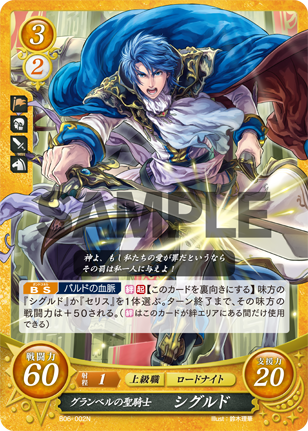 3
2
SAMPLE
神よ、もし私たちの愛が罪だというなら
その罰は私一人に与えよ!
BS バルドの血脈 絆 起 【このカードを裏向きにする】味方の
『シグルド』か『セリス』を1体選ぶ。ターン終了まで、その味方の
戦闘力は+50される。(絆はこのカードが絆エリアにある間だけ使用
できる)
戦闘力
60
射程 1 上級職 ロードナイト
支援力
20
グランベルの聖騎士 シグルド
B06-002N
Illust:鈴木理華